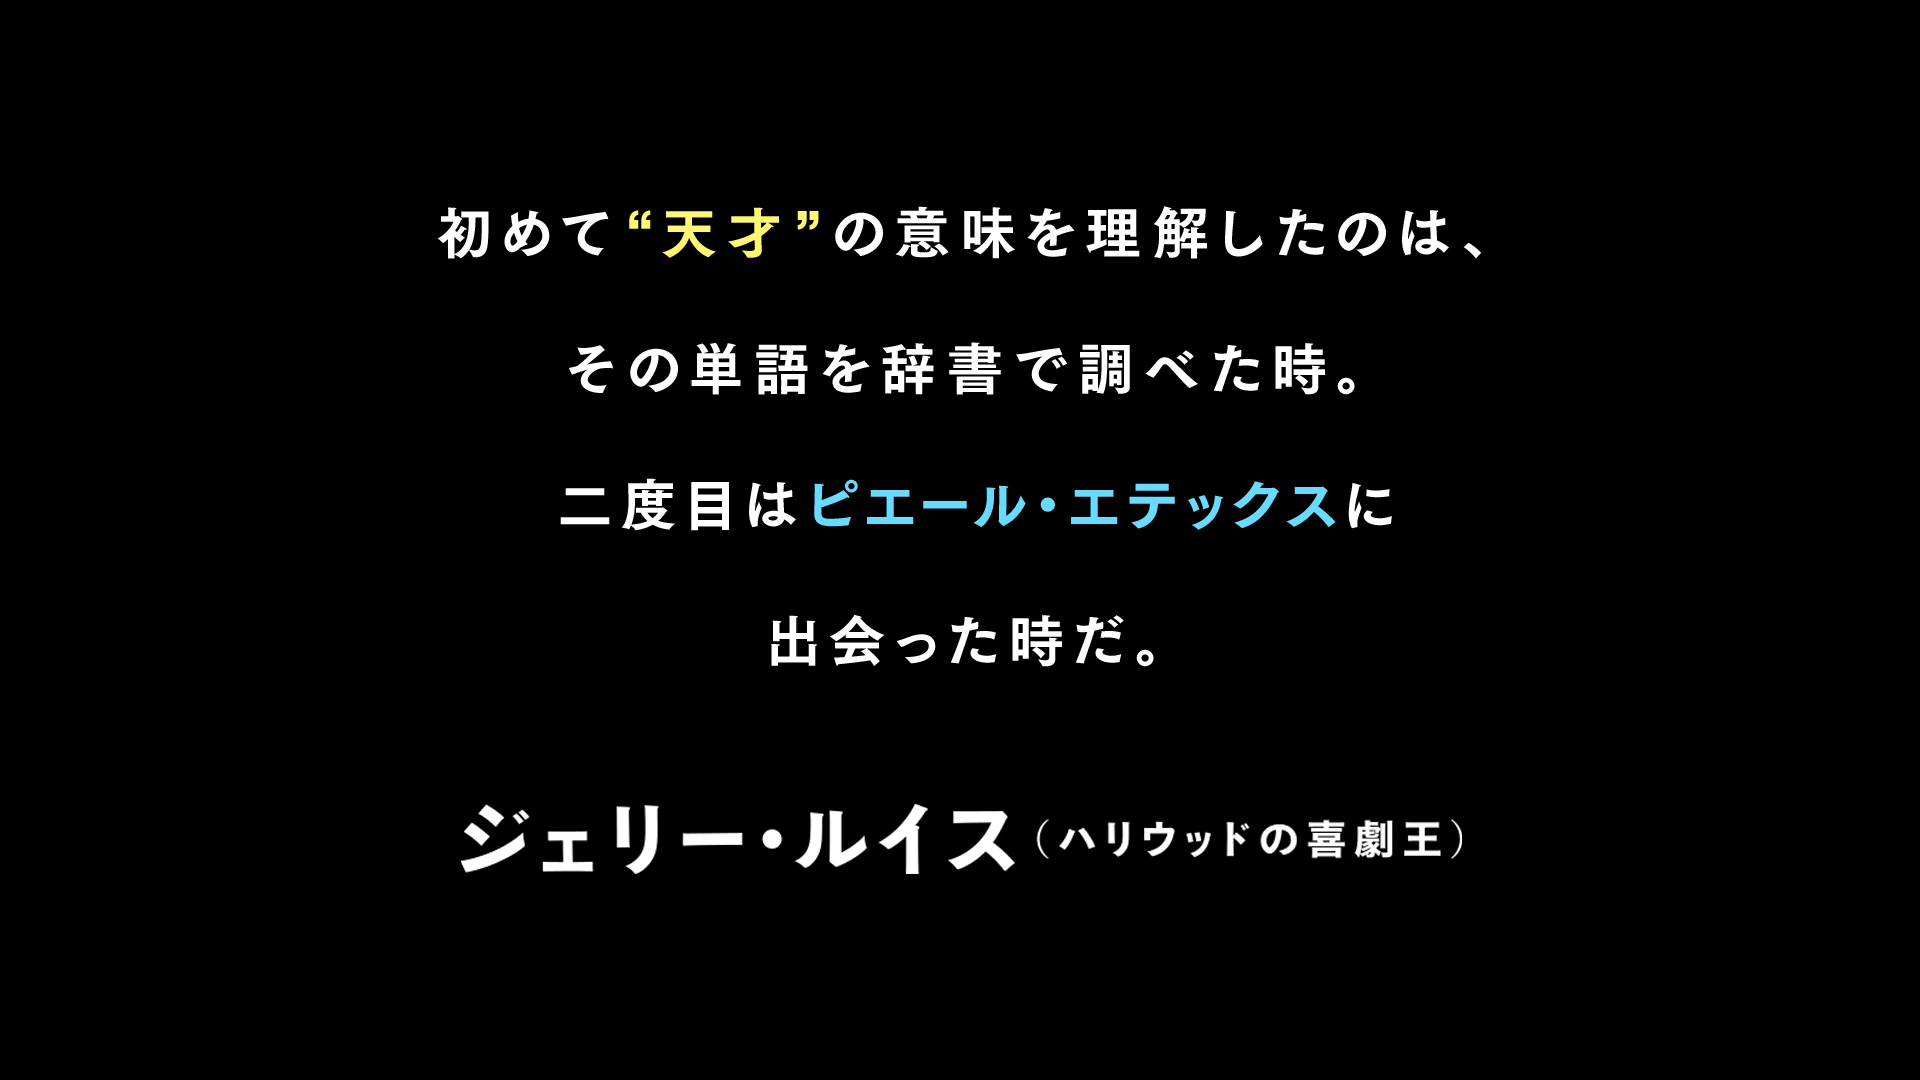 初めて“天才”の意味を理解したのは、
その単語を辞書で調べた時。
二度目はピエール・エテックスに
出会った時だ。
ジェリー・ルイス（ハリウッドの喜劇王）